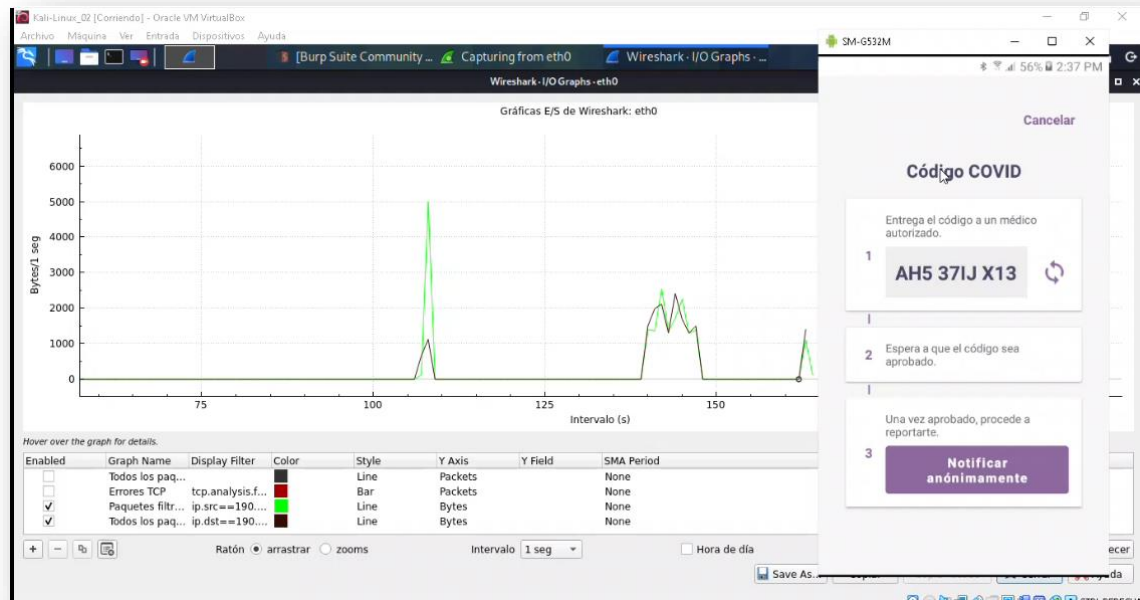 Kali-Linux_02 [Corriendo] - Oracle VM VirtualBox
Archivo Máquina Ver Entrada Dispositivos Ayuda
[Burp Suite Community ...
Capturing from eth0
Wireshark · I/O Graphs · ...
Wireshark · I/O Graphs · eth0
Gráficas E/S de Wireshark: eth0
6000
5000
4000
3000
2000
1000
0
Bytes/1 seg
75 100 125 150
Intervalo (s)
Hover over the graph for details.
Enabled Graph Name Display Filter Color Style Y Axis Y Field SMA Period
Todos los paq... Line Packets None
Errores TCP tcp.analysis.f... Bar Packets None
Paquetes filtr... ip.src==190.... Line Bytes None
Todos los paq... ip.dst==190.... Line Bytes None
+ −
Ratón arrastrar zooms Intervalo 1 seg Hora de día
Save As...
SM-G532M
56% 2:37 PM
Cancelar
Código COVID
1
Entrega el código a un médico
autorizado.
AH5 37IJ X13
2
Espera a que el código sea
aprobado.
3
Una vez aprobado, procede a
reportarte.
Notificar
anónimamente